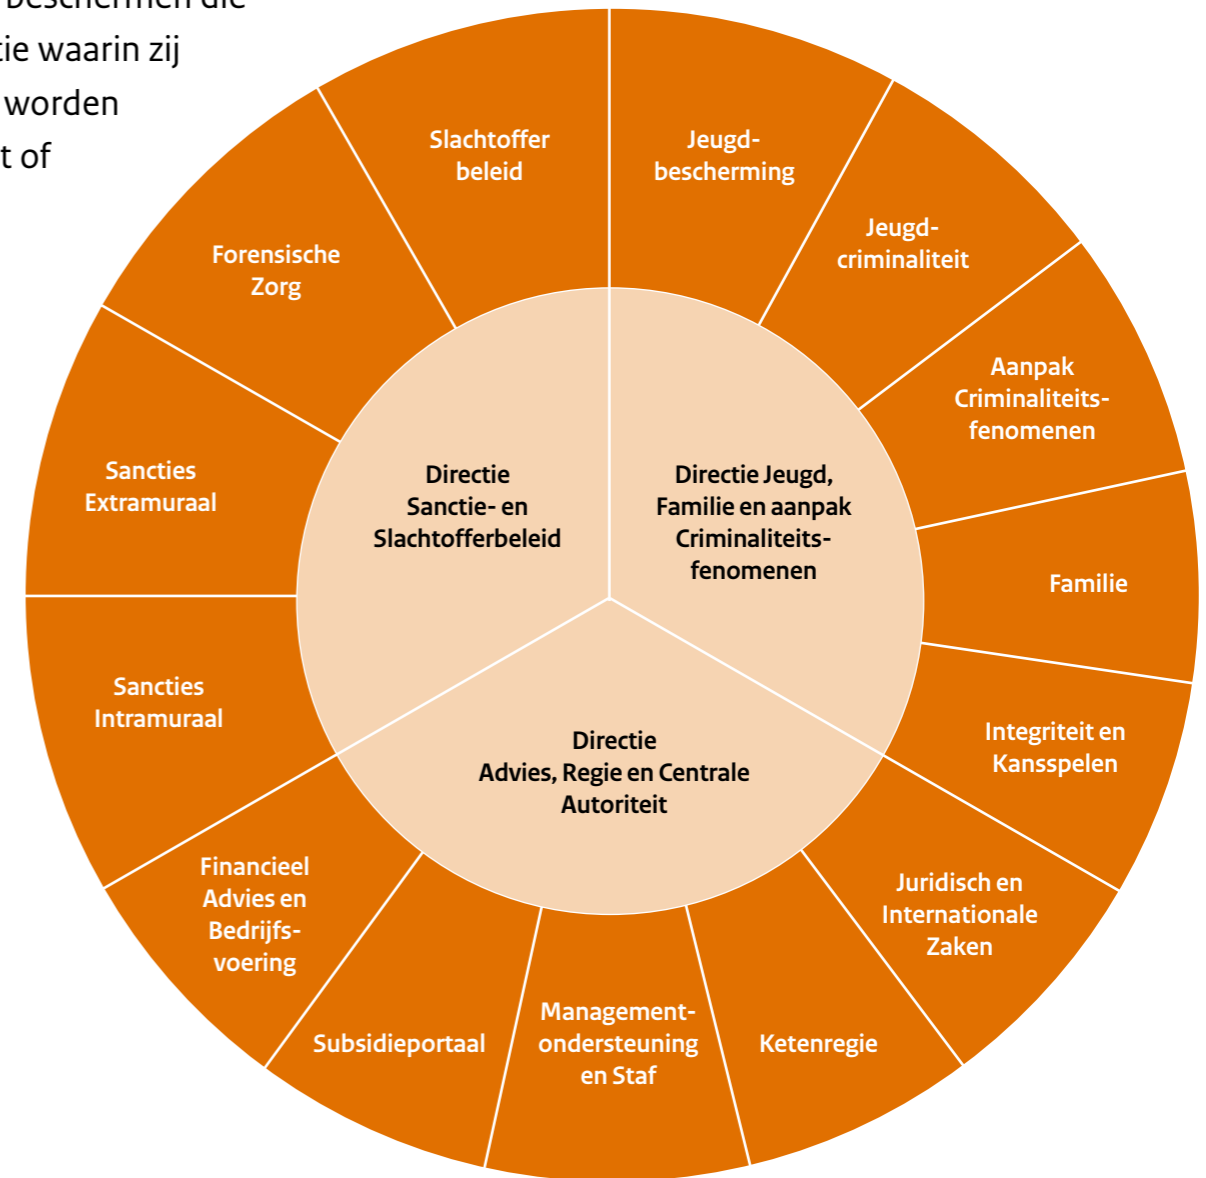 beschermen die
tie waarin zij
worden
t of
Slachtoffer
beleid
Jeugd-
bescherming
Jeugd-
criminaliteit
Forensische
Zorg
Aanpak
Criminaliteits-
fenomenen
Sancties
Extramuraal
Directie
Sanctie- en
Slachtofferbeleid
Directie Jeugd,
Familie en aanpak
Criminaliteits-
fenomenen
Familie
Sancties
Intramuraal
Integriteit en
Kansspelen
Directie
Advies, Regie en Centrale
Autoriteit
Financieel
Advies en
Bedrijfs-
voering
Juridisch en
Internationale
Zaken
Subsidieportaal
Management-
ondersteuning
en Staf
Ketenregie